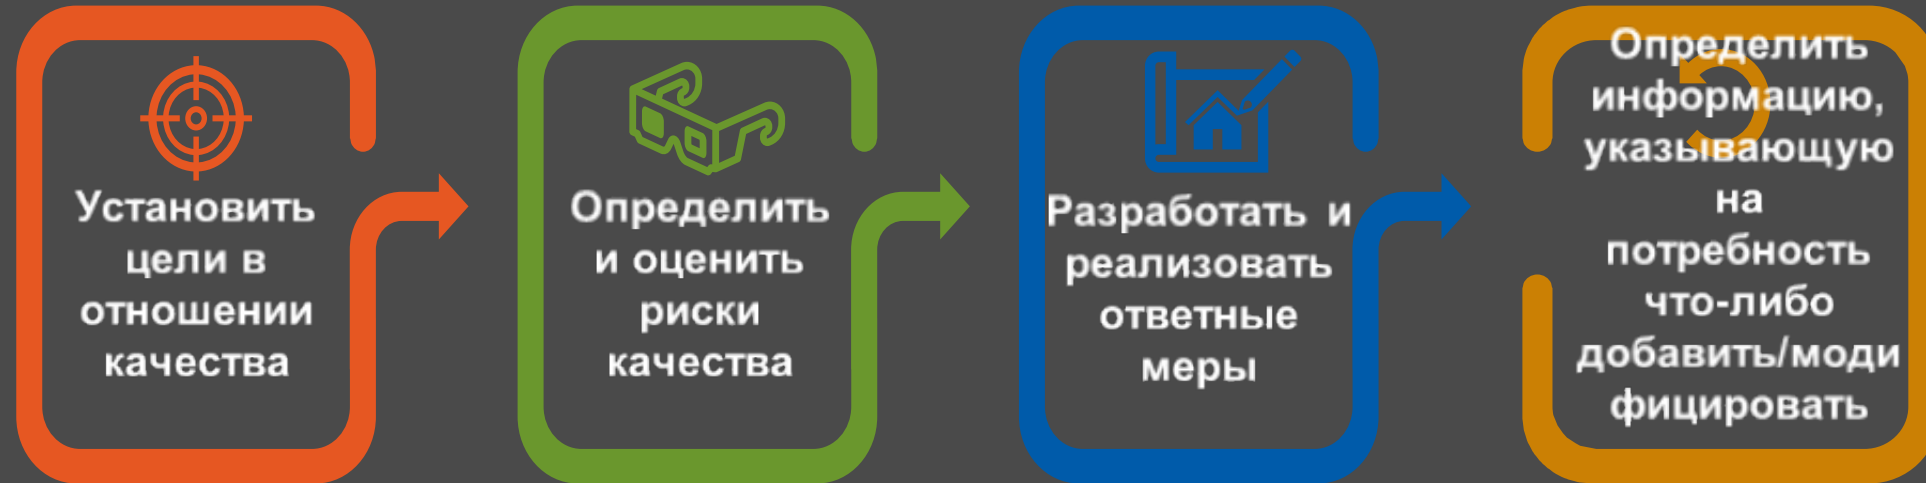 Установить
цели в
отношении
качества
Определить
и оценить
риски
качества
Разработать и
реализовать
ответные
меры
Определить
информацию,
указывающую
на
потребность
что-либо
добавить/моди
фицировать